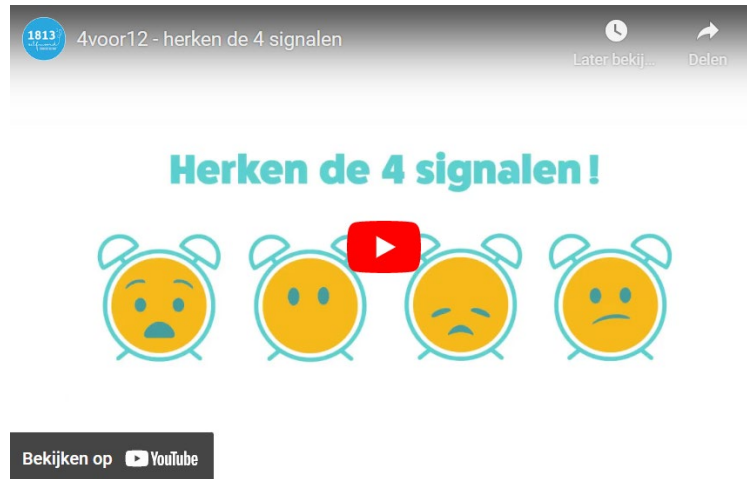 1813
4voor12 - herken de 4 signalen
Later bekij...
Delen
Herken de 4 signalen!
Bekijken op YouTube